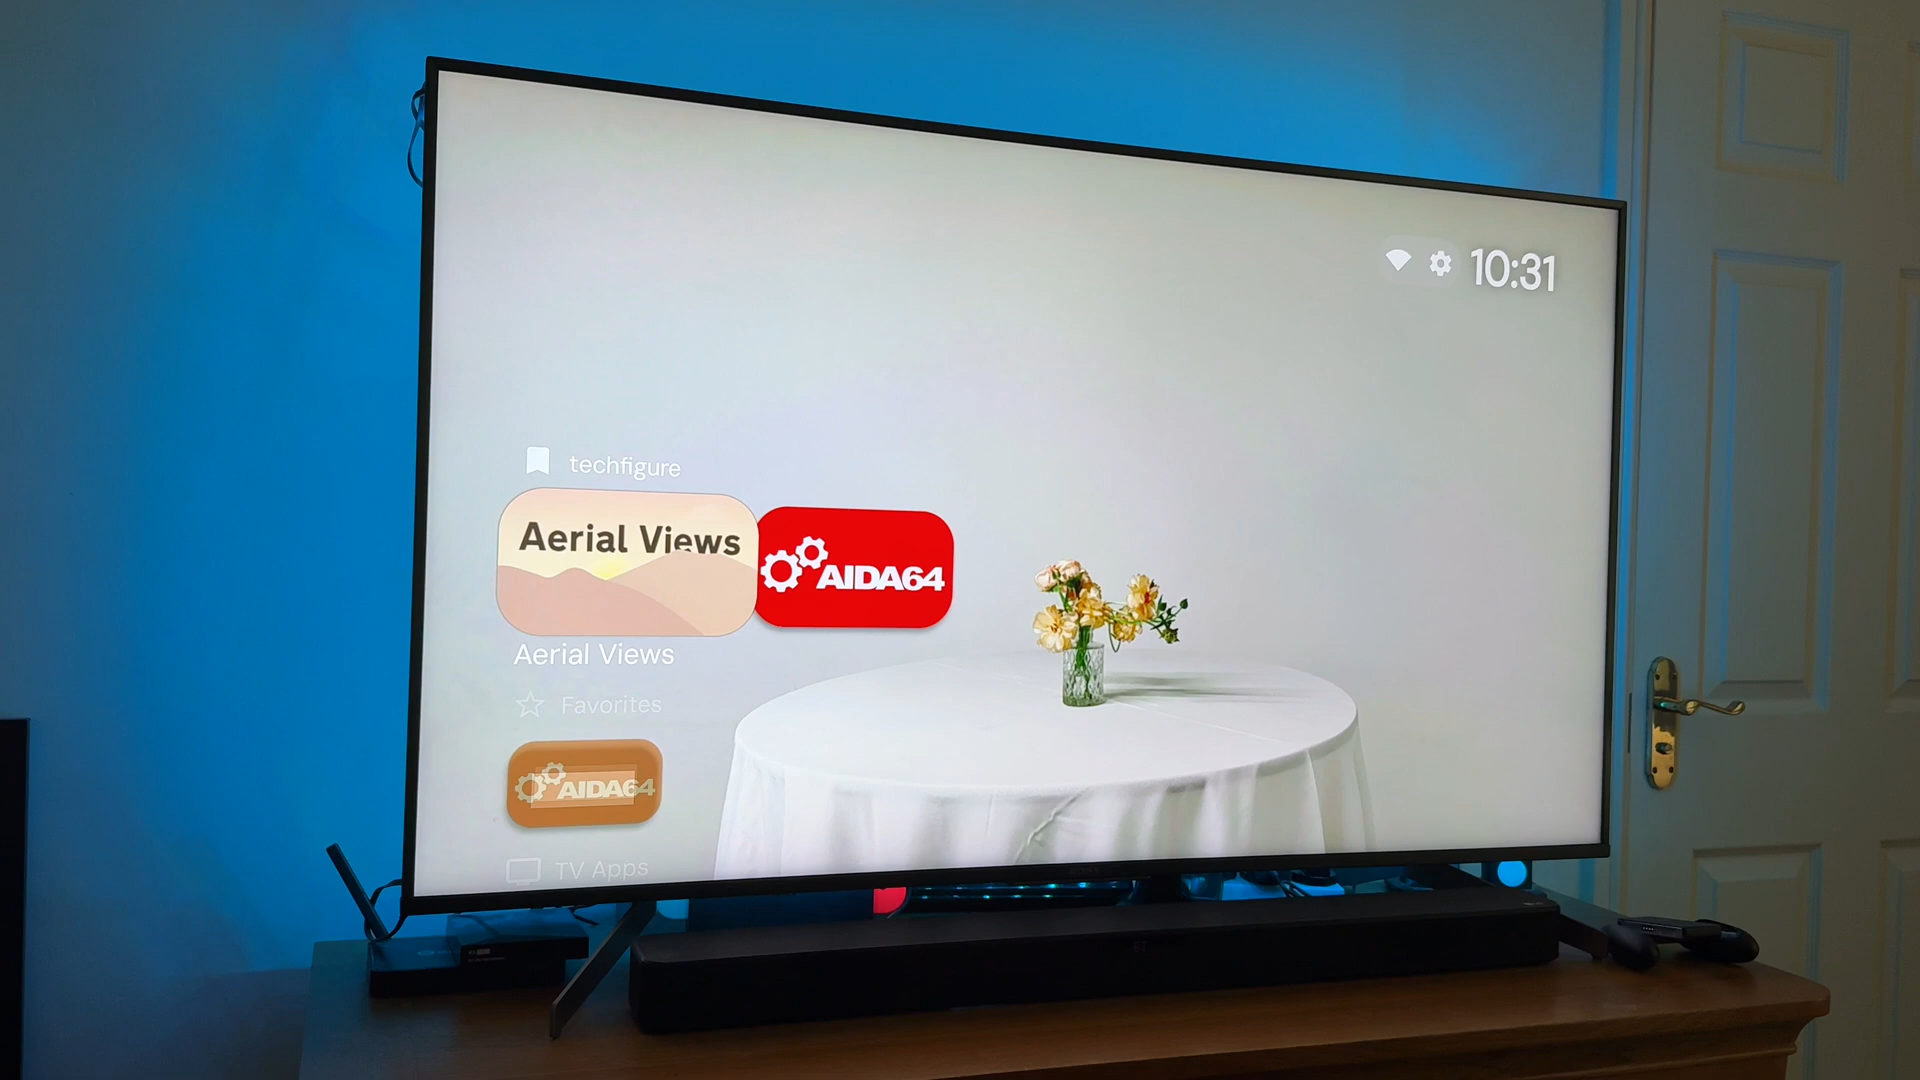 10:31
techfigure
Aerial Views
AIDA64
Aerial Views
Favorites
AIDA64
TV Apps